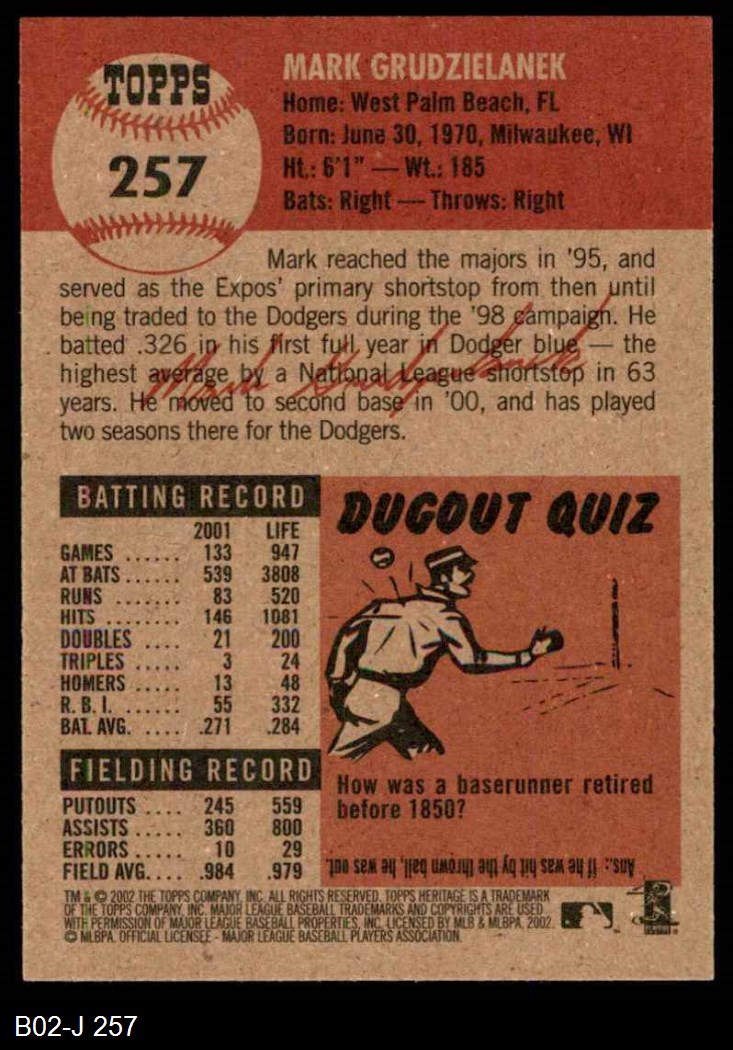 TOPPS
257
MARK GRUDZIELANEK
Home: West Palm Beach, FL
Born: June 30, 1970, Milwaukee, WI
Ht.: 6'1" — Wt.: 185
Bats: Right — Throws: Right
Mark reached the majors in '95, and
served as the Expos' primary shortstop from then until
being traded to the Dodgers during the '98 campaign. He
batted .326 in his first full year in Dodger blue — the
highest average by a National League shortstop in 63
years. He moved to second base in '00, and has played
two seasons there for the Dodgers.
Mark Grudzielanek
BATTING RECORD
2001 LIFE
GAMES ...... 133 947
AT BATS ...... 539 3808
RUNS ....... 83 520
HITS ........ 146 1081
DOUBLES .... 21 200
TRIPLES ..... 3 24
HOMERS ..... 13 48
R. B. I. ...... 55 332
BAT. AVG. .... .271 .284
FIELDING RECORD
PUTOUTS .... 245 559
ASSISTS ..... 360 800
ERRORS ..... 10 29
FIELD AVG. .... .984 .979
DUGOUT QUIZ
How was a baserunner retired
before 1850?
Ans.: If he was hit by the thrown ball, he was out.
TM & © 2002 THE TOPPS COMPANY, INC. ALL RIGHTS RESERVED. TOPPS HERITAGE IS A TRADEMARK
OF THE TOPPS COMPANY, INC. MAJOR LEAGUE BASEBALL TRADEMARKS AND COPYRIGHTS ARE USED
WITH PERMISSION OF MAJOR LEAGUE BASEBALL PROPERTIES, INC. LICENSED BY MLB & MLBPA, 2002.
© MLBPA. OFFICIAL LICENSEE - MAJOR LEAGUE BASEBALL PLAYERS ASSOCIATION.
B02-J 257